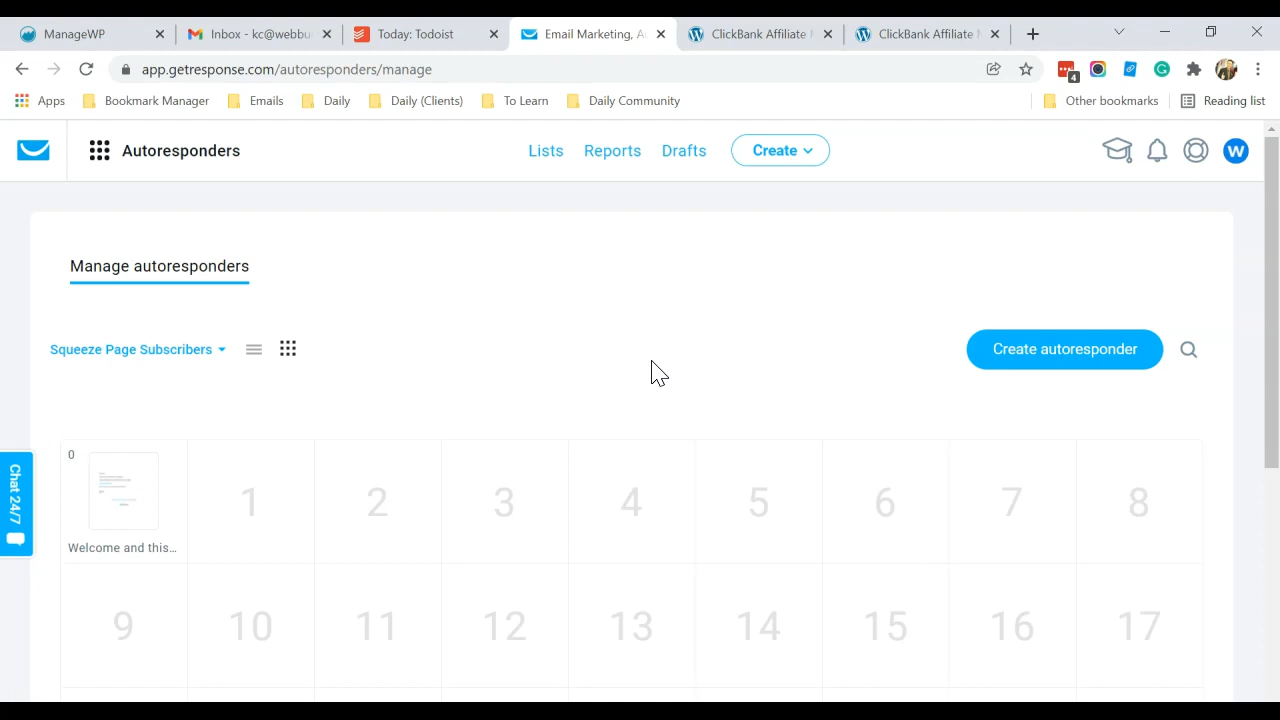 ManageWP
Inbox - kc@webbu
Today: Todoist
Email Marketing, A
ClickBank Affiliate
ClickBank Affiliate
app.getresponse.com/autoresponders/manage
4
Apps
Bookmark Manager
Emails
Daily
Daily (Clients)
To Learn
Daily Community
Other bookmarks
Reading list
Autoresponders
Lists
Reports
Drafts
Create
W
Manage autoresponders
Squeeze Page Subscribers
Create autoresponder
0
1
2
3
4
5
6
7
8
Welcome and this...
Chat 24/7
9
10
11
12
13
14
15
16
17